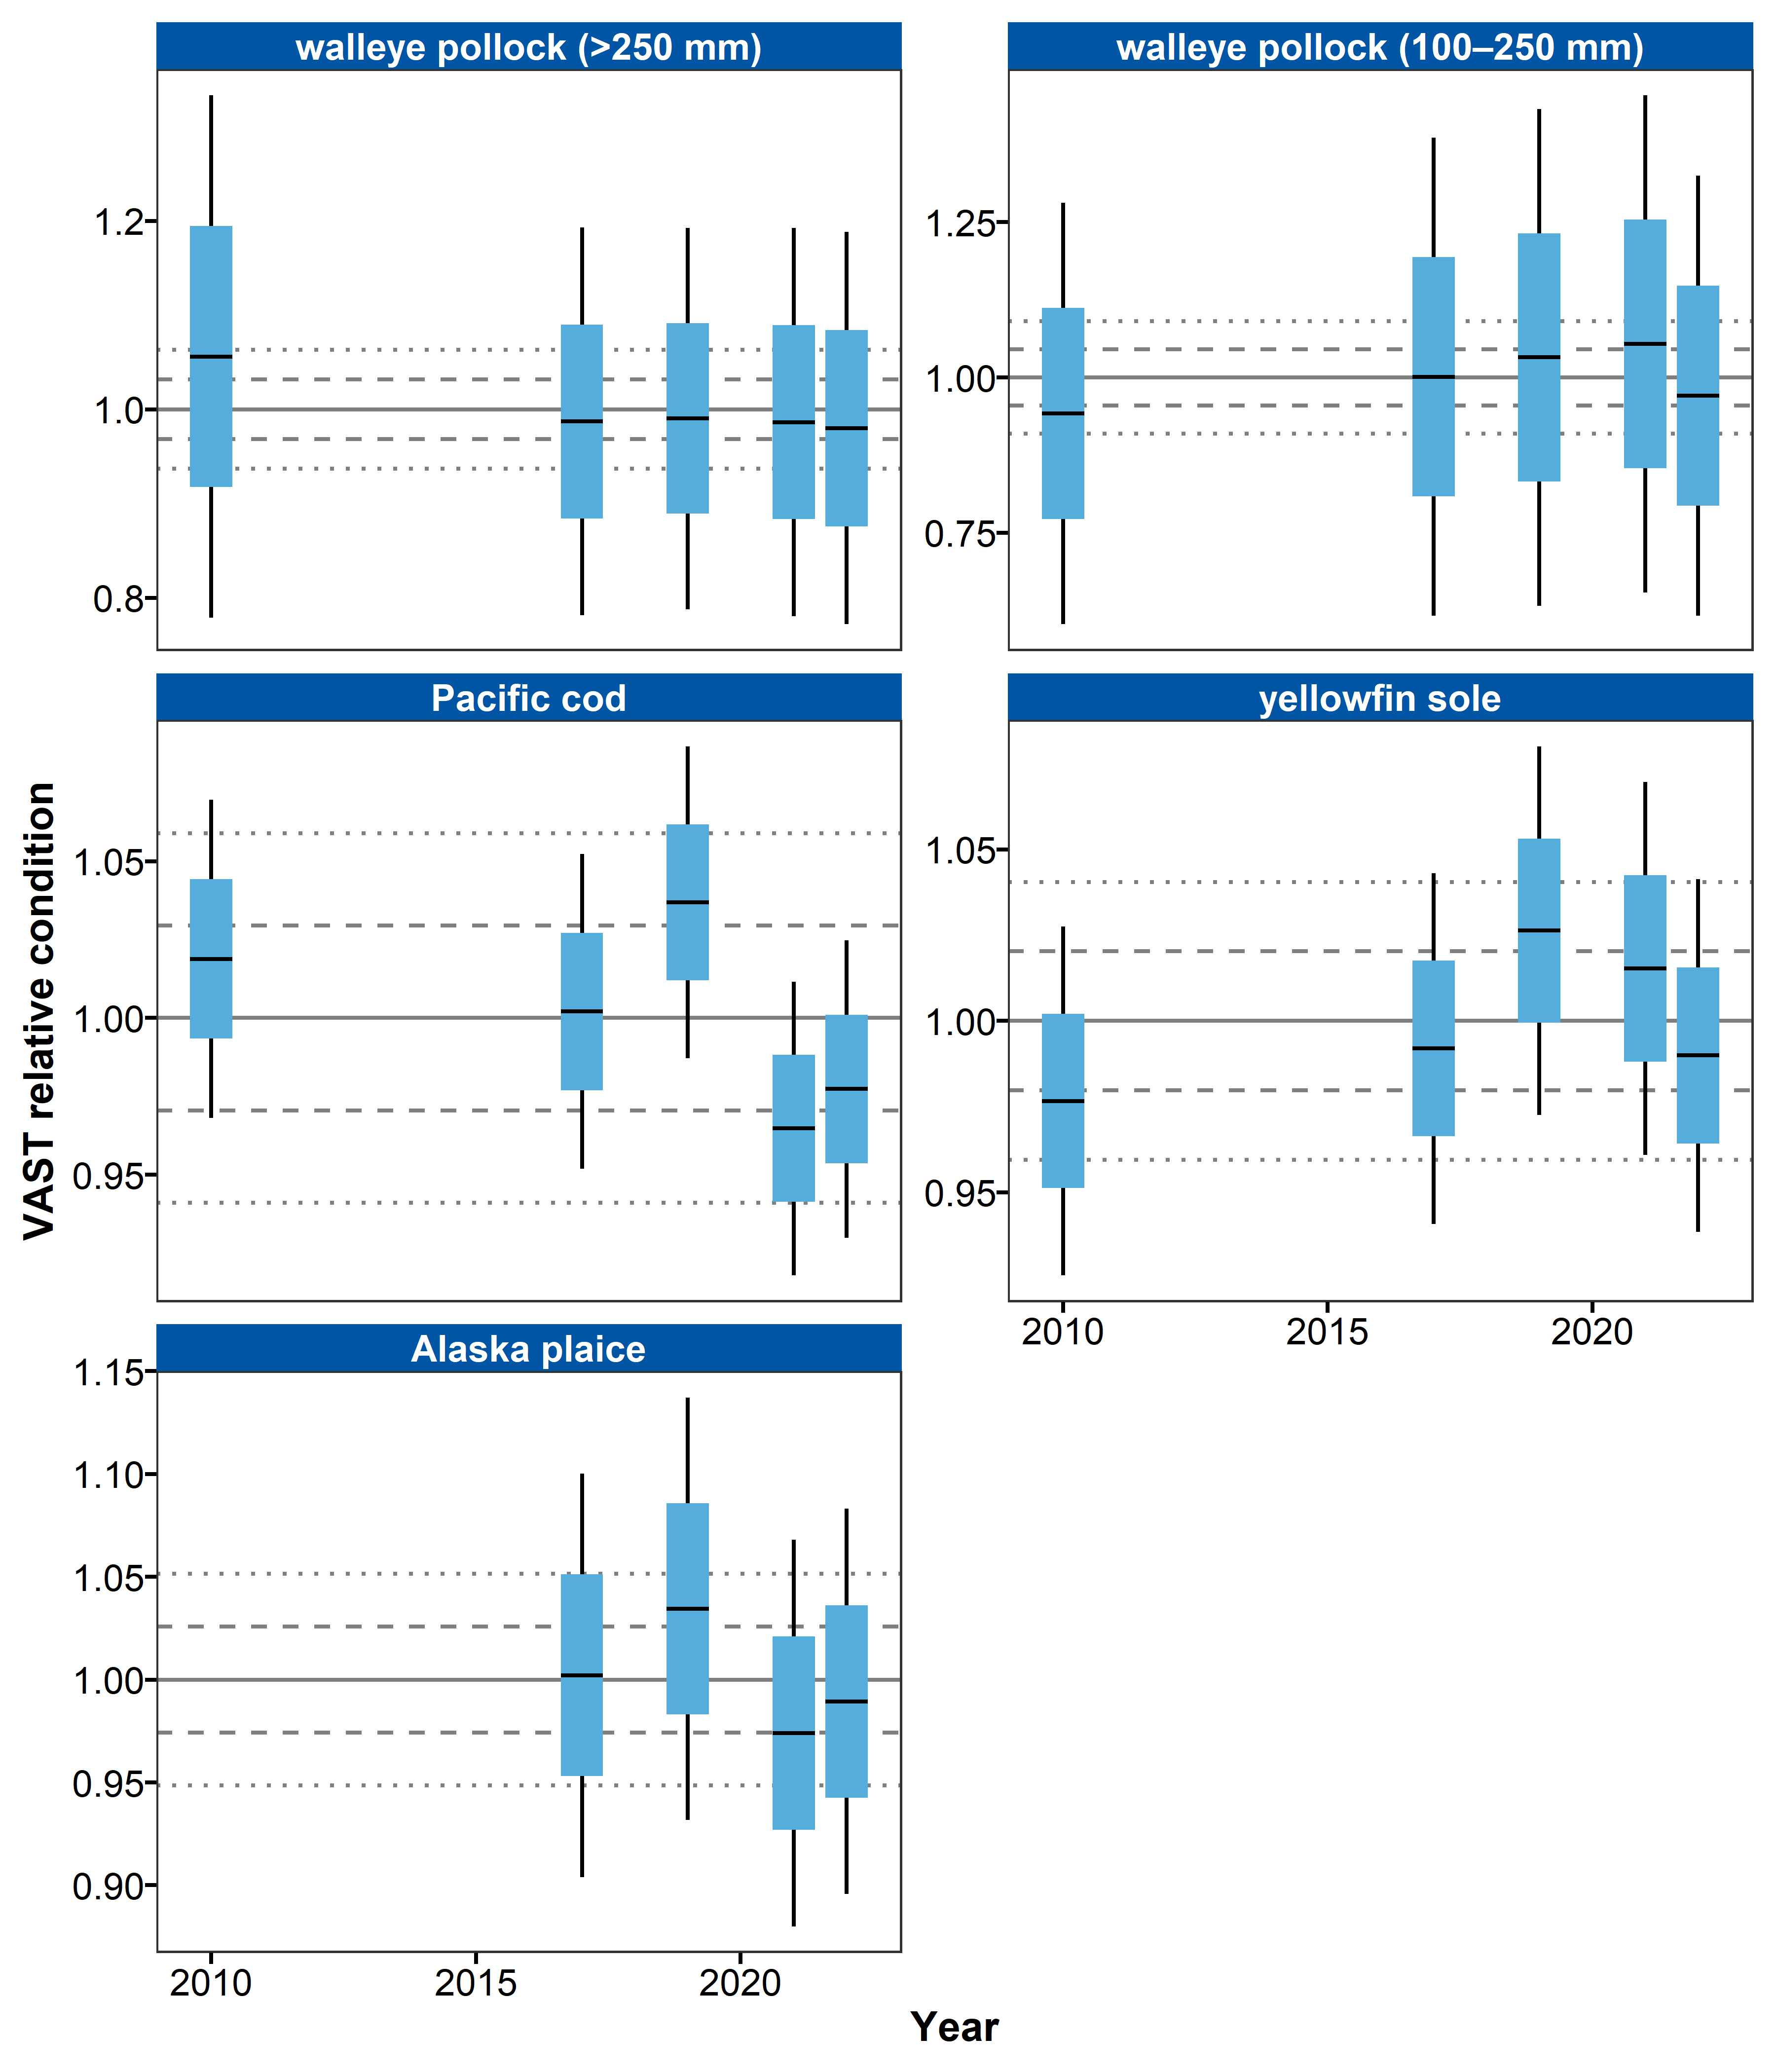 walleye pollock (>250 mm)
walleye pollock (100–250 mm)
1.2
1.0
0.8
1.25
1.00
0.75
Pacific cod
yellowfin sole
VAST relative condition
1.05
1.00
0.95
1.05
1.00
0.95
2010 2015 2020
Alaska plaice
1.15
1.10
1.05
1.00
0.95
0.90
2010 2015 2020
Year